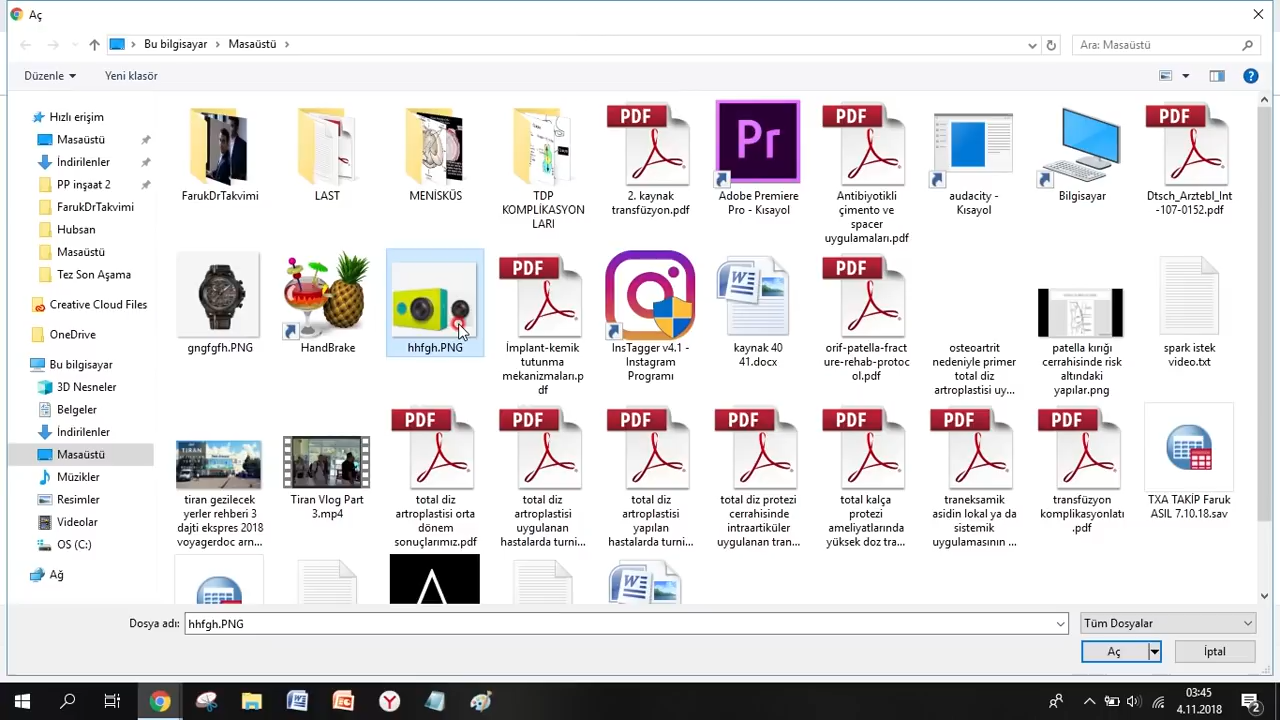 Aç
Bu bilgisayar
Masaüstü
Ara: Masaüstü
Düzenle
Yeni klasör
Hızlı erişim
Masaüstü
İndirilenler
PP inşaat 2
FarukDrTakvimi
Hubsan
Masaüstü
Tez Son Aşama
Creative Cloud Files
OneDrive
Bu bilgisayar
3D Nesneler
Belgeler
İndirilenler
Masaüstü
Müzikler
Resimler
Videolar
OS (C:)
Ağ
FarukDrTakvimi
LAST
MENİSKÜS
TDP
KOMPLİKASYON
LARI
PDF
2. kaynak
transfüzyon.pdf
Pr
Adobe Premiere
Pro - Kısayol
PDF
Antibiyotikli
çimento ve
spacer
uygulamaları.pdf
audacity -
Kısayol
Bilgisayar
PDF
Dtsch_Arztebl_Int
-107-0152.pdf
gngfgfh.PNG
HandBrake
hhfgh.PNG
PDF
İmplant-kemik
tutunma
mekanizmaları.p
df
InsTagger v4.1 -
Instagram
Programı
W
kaynak 40
41.docx
PDF
orif-patella-fract
ure-rehab-protoc
ol.pdf
osteoartrit
nedeniyle primer
total diz
artroplastisi uy...
patella kırığı
cerrahisinde risk
altındaki
yapılar.png
spark istek
video.txt
TIRAN
tiran gezilecek
yerler rehberi 3
dajti ekspres 2018
voyagerdoc arn...
Tiran Vlog Part
3.mp4
PDF
total diz
artroplastisi orta
dönem
sonuçlarımız.pdf
PDF
total diz
artroplastisi
uygulanan
hastalarda turni...
PDF
total diz
artroplastisi
yapılan
hastalarda turni...
PDF
total diz protezi
cerrahisinde
intraartiküler
uygulanan tran...
PDF
total kalça
protezi
ameliyatlarında
yüksek doz tra...
PDF
traneksamik
asidin lokal ya da
sistemik
uygulamasının ...
PDF
transfüzyon
komplikasyonlatı
.pdf
TXA TAKİP Faruk
ASIL 7.10.18.sav
W
Dosya adı:
hhfgh.PNG
Tüm Dosyalar
Aç
İptal
03:45
4.11.2018
2